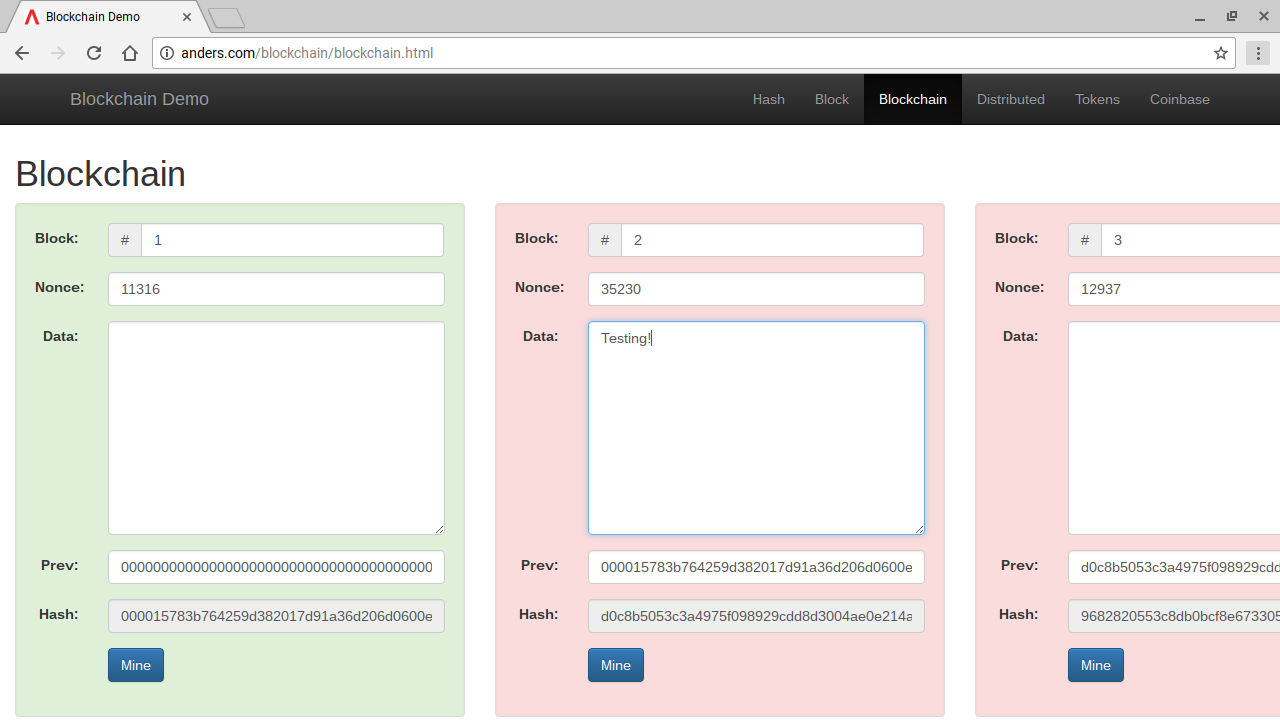 Blockchain Demo
anders.com/blockchain/blockchain.html
Blockchain Demo Hash Block Blockchain Distributed Tokens Coinbase
Blockchain
Block: # 1
Nonce: 11316
Data:
Prev: 00000000000000000000000000000000000000000
Hash: 000015783b764259d382017d91a36d206d0600e
Mine
Block: # 2
Nonce: 35230
Data: Testing!
Prev: 000015783b764259d382017d91a36d206d0600e
Hash: d0c8b5053c3a4975f098929cdd8d3004ae0e214a
Mine
Block: # 3
Nonce: 12937
Data:
Prev: d0c8b5053c3a4975f098929cdd
Hash: 9682820553c8db0bcf8e673305
Mine